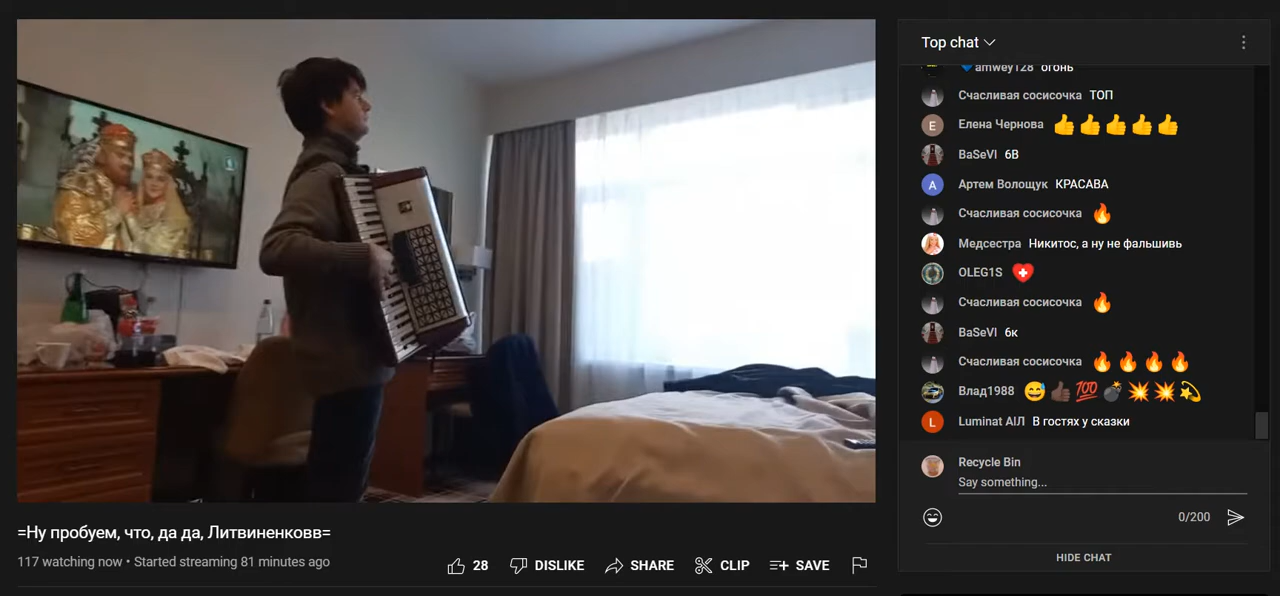 Top chat
amwey128 огонь
Счасливая сосисочка ТОП
E Елена Чернова
BaSeVI 6В
A Артем Волощук КРАСАВА
Счасливая сосисочка
Медсестра Никитос, а ну не фальшивь
OLEG1S
Счасливая сосисочка
BaSeVI 6к
Счасливая сосисочка
Влад1988 💯
L Luminat АІЛ В гостях у сказки
Recycle Bin
Say something...
0/200
HIDE CHAT
=Ну пробуем, что, да да, Литвиненковв=
117 watching now • Started streaming 81 minutes ago
28 DISLIKE SHARE CLIP SAVE